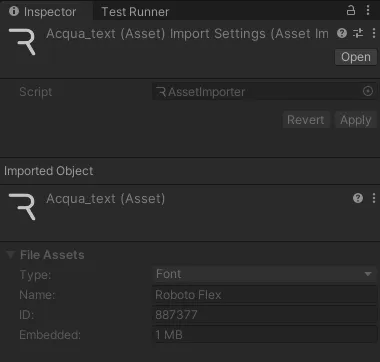 Inspector Test Runner
Acqua_text (Asset) Import Settings (Asset Im
Open
Script AssetImporter
Revert Apply
Imported Object
Acqua_text (Asset)
File Assets
Type: Font
Name: Roboto Flex
ID: 887377
Embedded: 1 MB